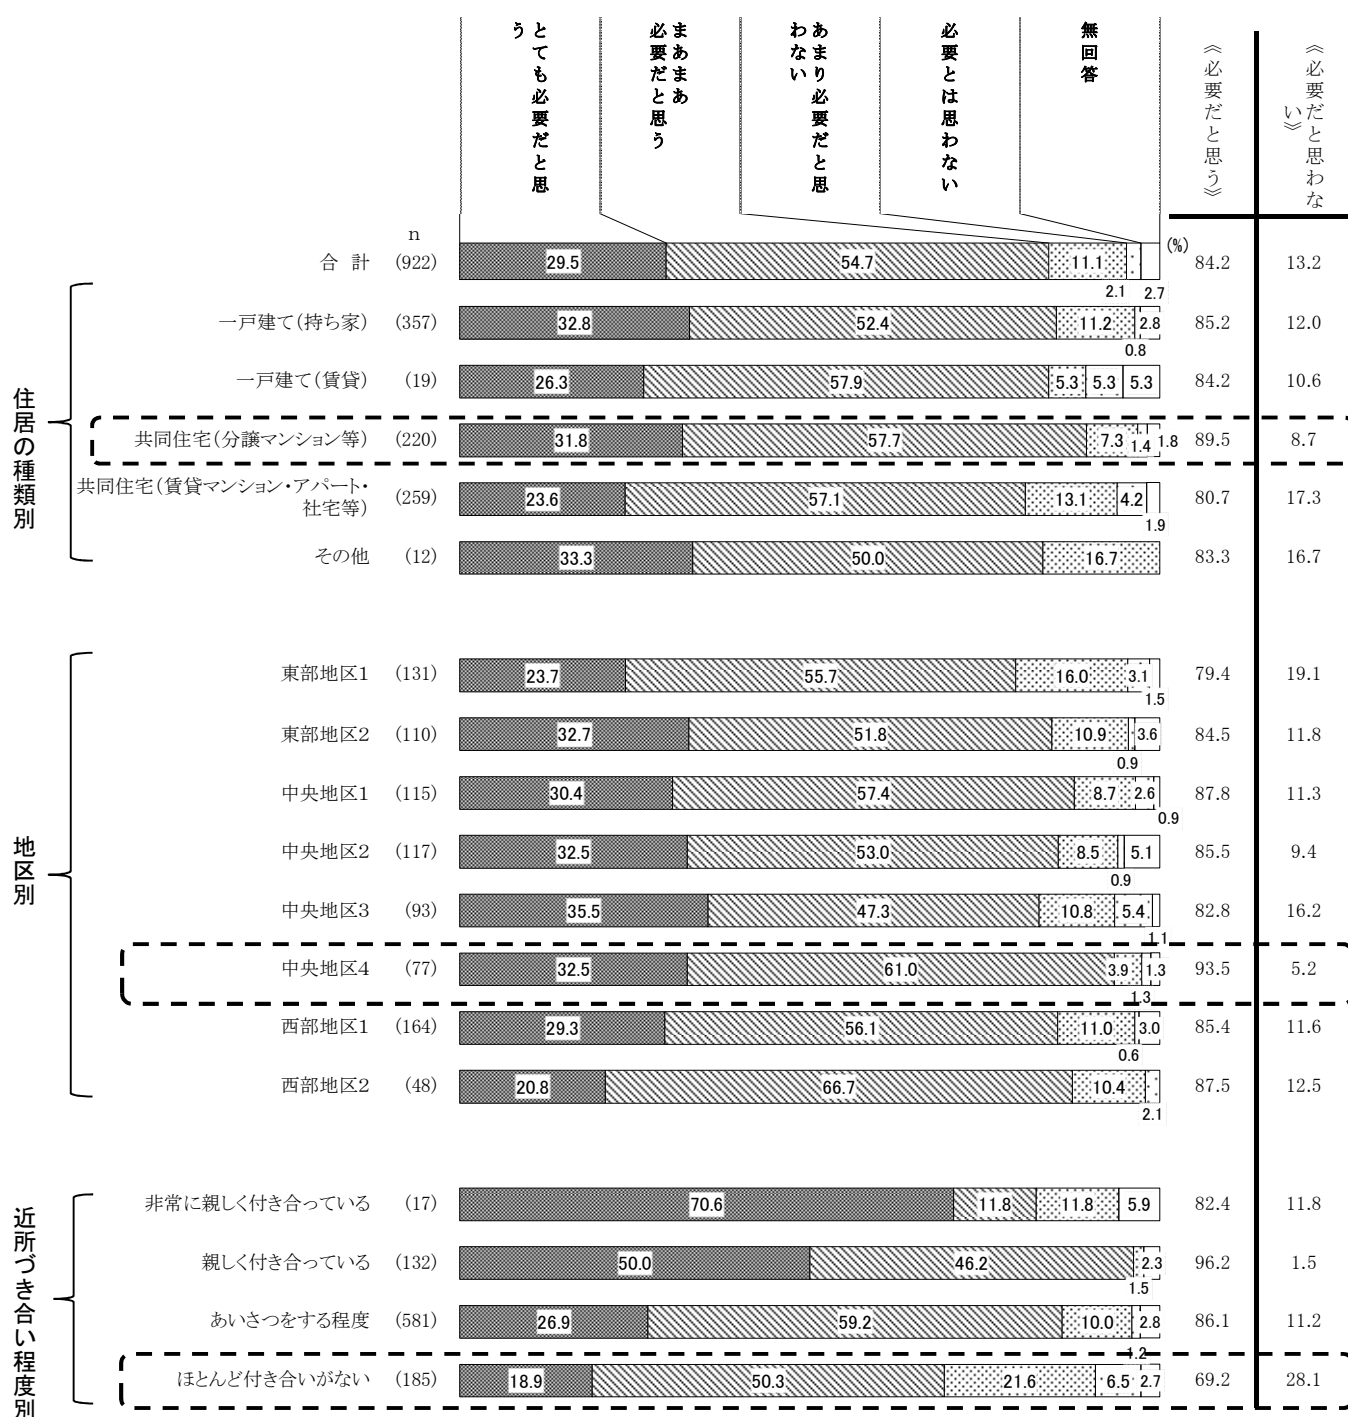 とても必要だと思
う
まあまあ
必要だと思う
あまり必要だと思
わない
必要とは思わない
無回答
《必要だと思う》
《必要だと思わな
い》
n
(%)
合 計 (922) 29.5 54.7 11.1 2.1 2.7 84.2 13.2
住居の種類別
一戸建て(持ち家) (357) 32.8 52.4 11.2 0.8 2.8 85.2 12.0
一戸建て(賃貸) (19) 26.3 57.9 5.3 5.3 5.3 84.2 10.6
共同住宅(分譲マンション等) (220) 31.8 57.7 7.3 1.4 1.8 89.5 8.7
共同住宅(賃貸マンション・アパート・
社宅等) (259) 23.6 57.1 13.1 4.2 1.9 80.7 17.3
その他 (12) 33.3 50.0 16.7 83.3 16.7
地区別
東部地区1 (131) 23.7 55.7 16.0 3.1 1.5 79.4 19.1
東部地区2 (110) 32.7 51.8 10.9 0.9 3.6 84.5 11.8
中央地区1 (115) 30.4 57.4 8.7 2.6 0.9 87.8 11.3
中央地区2 (117) 32.5 53.0 8.5 0.9 5.1 85.5 9.4
中央地区3 (93) 35.5 47.3 10.8 5.4 1.1 82.8 16.2
中央地区4 (77) 32.5 61.0 3.9 1.3 1.3 93.5 5.2
西部地区1 (164) 29.3 56.1 11.0 0.6 3.0 85.4 11.6
西部地区2 (48) 20.8 66.7 10.4 2.1 87.5 12.5
近所づき合い程度別
非常に親しく付き合っている (17) 70.6 11.8 11.8 5.9 82.4 11.8
親しく付き合っている (132) 50.0 46.2 1.5 2.3 96.2 1.5
あいさつをする程度 (581) 26.9 59.2 10.0 1.2 2.8 86.1 11.2
ほとんど付き合いがない (185) 18.9 50.3 21.6 6.5 2.7 69.2 28.1